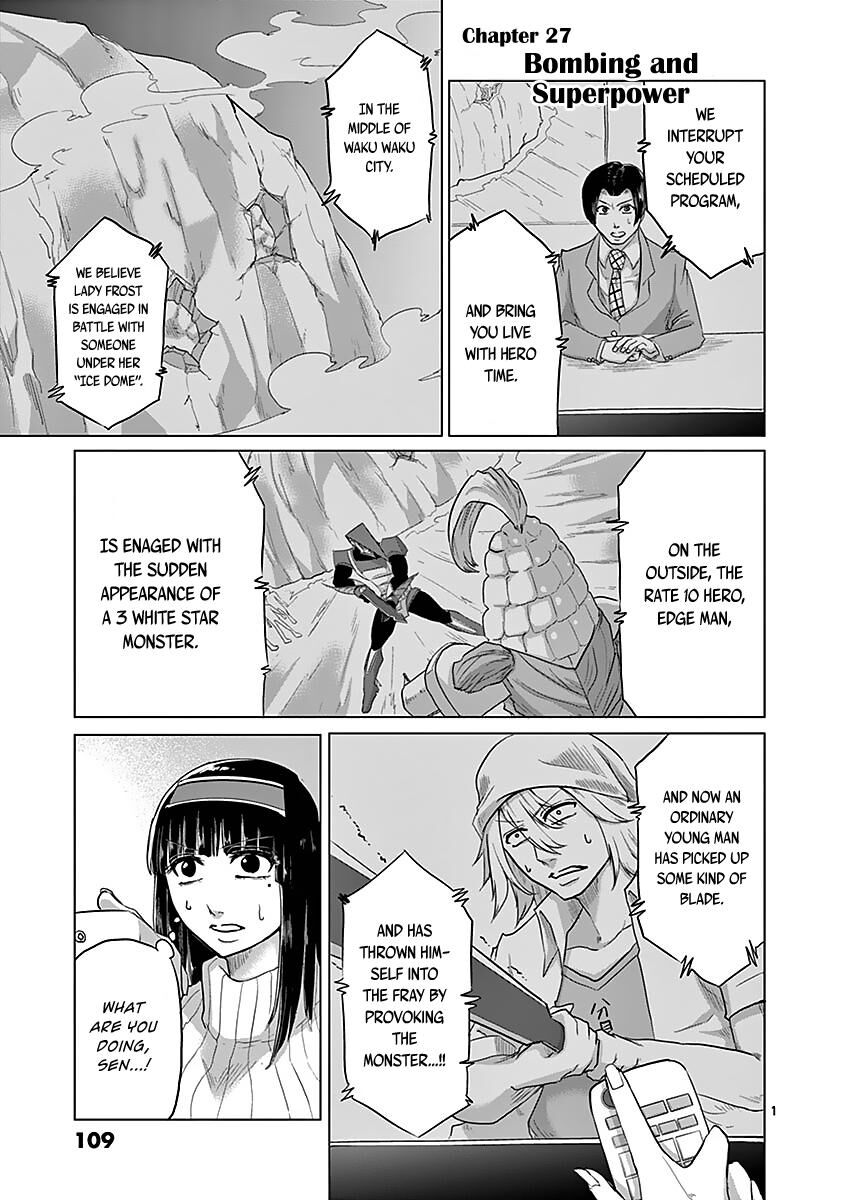 Chapter 27
Bombing and
Superpower
WE
INTERRUPT
YOUR
SCHEDULED
PROGRAM,
AND BRING
YOU LIVE
WITH HERO
TIME.
IN THE
MIDDLE OF
WAKU WAKU
CITY.
WE BELIEVE
LADY FROST
IS ENGAGED IN
BATTLE WITH
SOMEONE
UNDER HER
“ICE DOME”.
ON THE
OUTSIDE, THE
RATE 10 HERO,
EDGE MAN,
IS ENAGED WITH
THE SUDDEN
APPEARANCE OF
A 3 WHITE STAR
MONSTER.
AND NOW AN
ORDINARY
YOUNG MAN
HAS PICKED UP
SOME KIND OF
BLADE.
AND HAS
THROWN HIM-
SELF INTO
THE FRAY BY
PROVOKING
THE
MONSTER...!!
WHAT
ARE YOU
DOING,
SEN...!
1
109